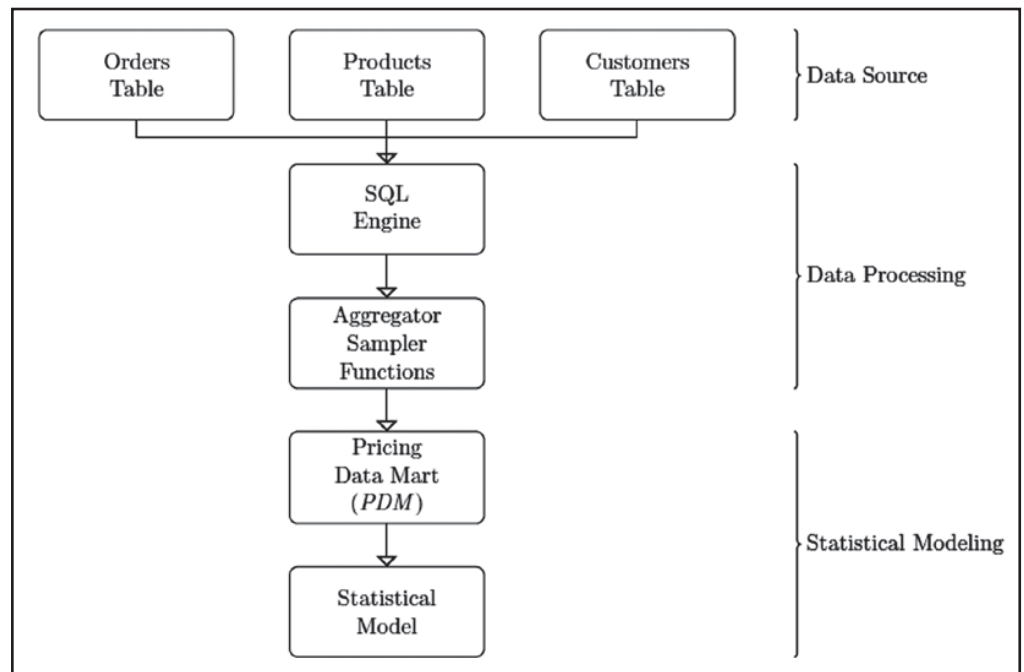 Orders
Table
Products
Table
Customers
Table
Data Source
SQL
Engine
Data Processing
Aggregator
Sampler
Functions
Pricing
Data Mart
(PDM)
Statistical Modeling
Statistical
Model